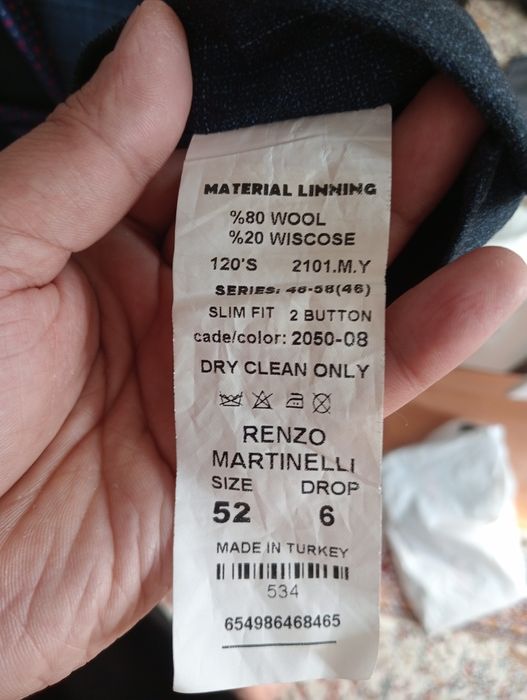 MATERIAL LINNING
%80 WOOL
%20 WISCOSE
120'S 2101.M.Y
SERIES: 46-58(46)
SLIM FIT 2 BUTTON
cade/color: 2050-08
DRY CLEAN ONLY
RENZO
MARTINELLI
SIZE DROP
52 6
MADE IN TURKEY
534
654986468465